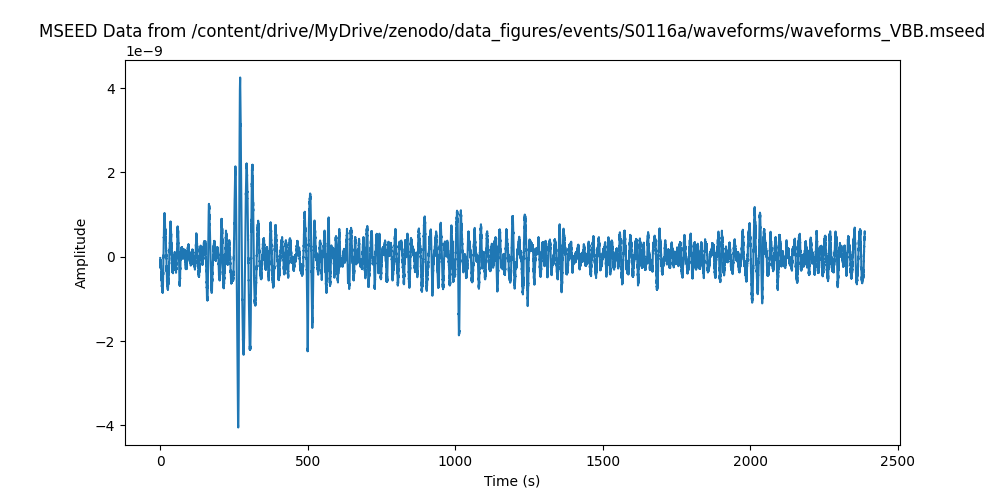 MSEED Data from /content/drive/MyDrive/zenodo/data_figures/events/S0116a/waveforms/waveforms_VBB.mseed
1e−9
4
2
0
−2
−4
Amplitude
0 500 1000 1500 2000 2500
Time (s)